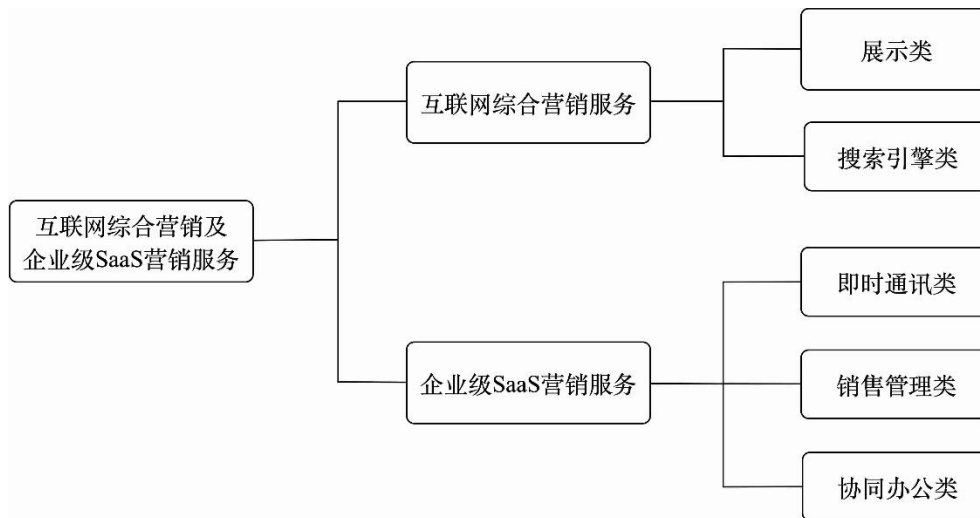 互联网综合营销及
企业级SaaS营销服务
互联网综合营销服务
展示类
搜索引擎类
企业级SaaS营销服务
即时通讯类
销售管理类
协同办公类